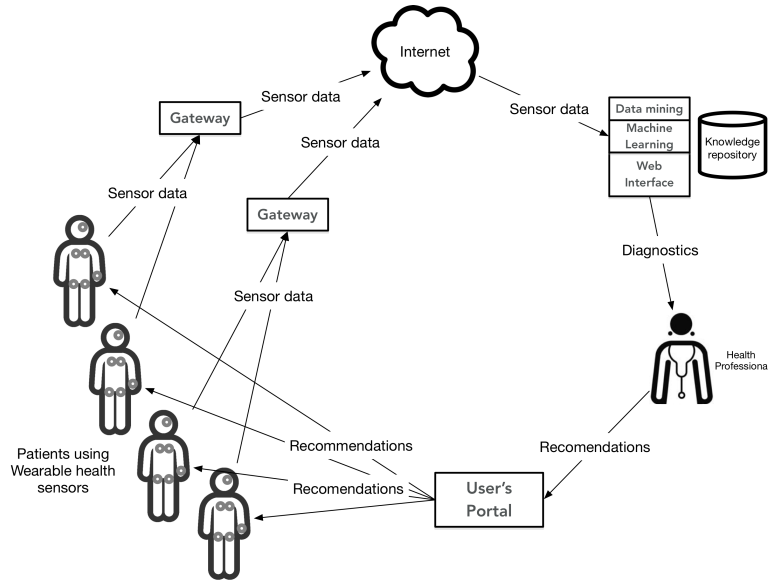 Internet
Sensor data
Gateway
Sensor data
Data mining
Machine
Learning
Web
Interface
Knowledge
repository
Sensor data
Sensor data
Gateway
Diagnostics
Sensor data
Health
Professiona
Patients using
Wearable health
sensors
Recommendations
Recomendations
Recomendations
User's
Portal